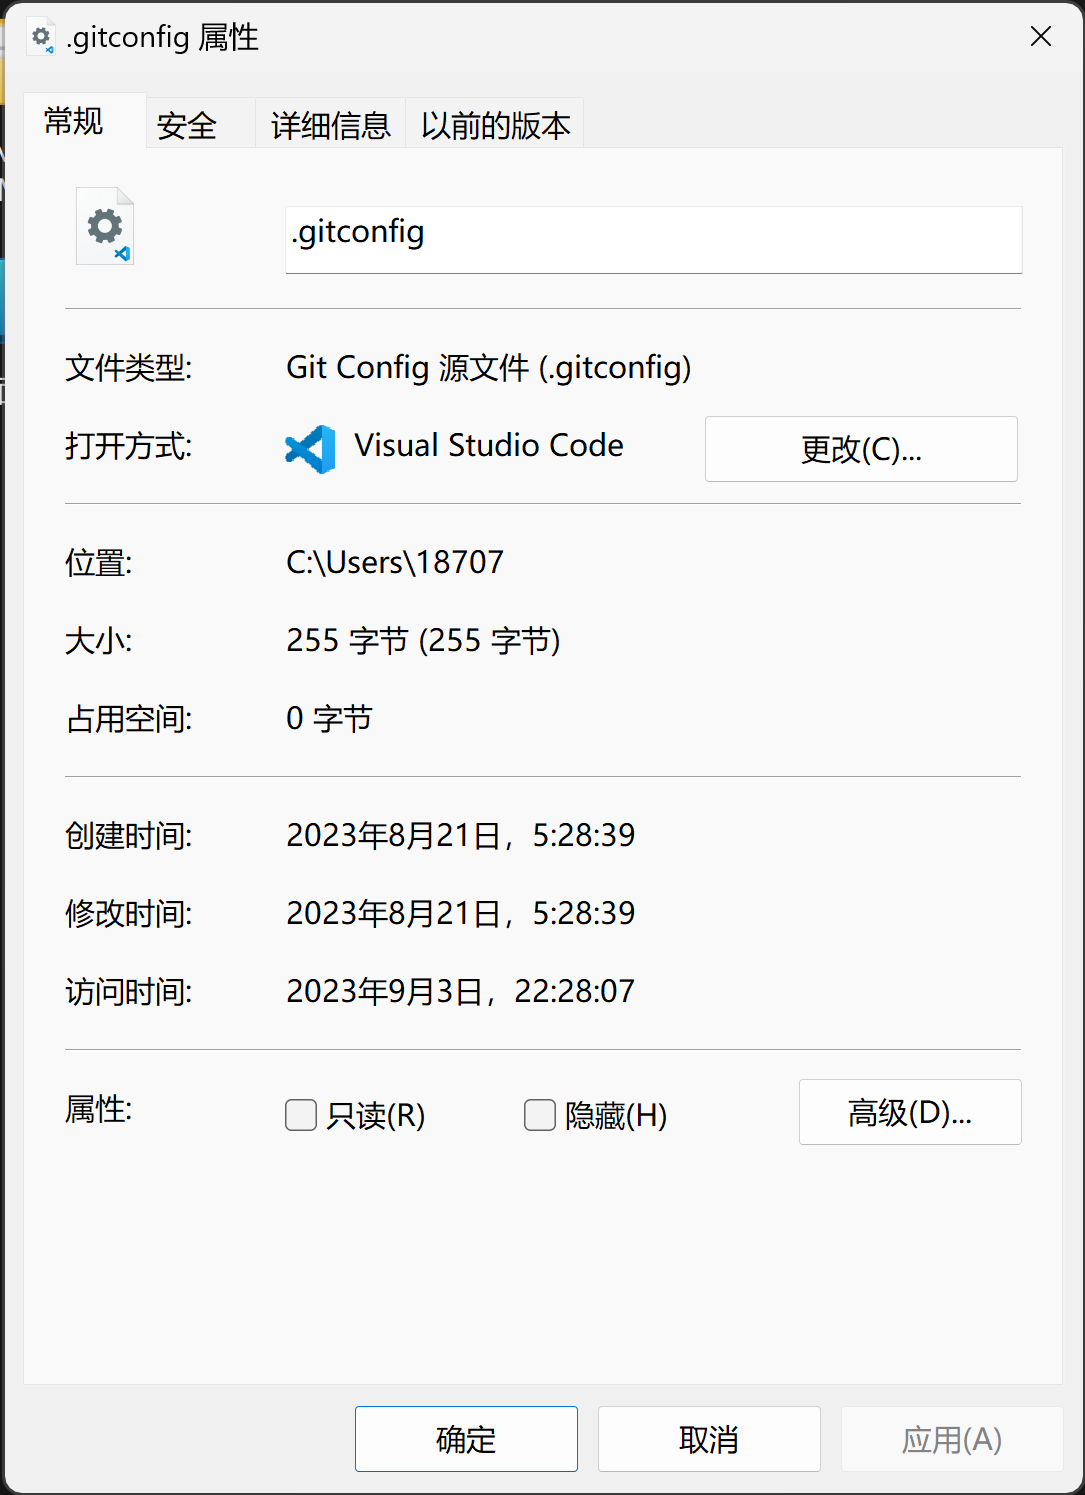 .gitconfig 属性
常规 安全 详细信息 以前的版本
.gitconfig
文件类型: Git Config 源文件 (.gitconfig)
打开方式: Visual Studio Code 更改(C)...
位置: C:\Users\18707
大小: 255 字节 (255 字节)
占用空间: 0 字节
创建时间: 2023年8月21日，5:28:39
修改时间: 2023年8月21日，5:28:39
访问时间: 2023年9月3日，22:28:07
属性: 只读(R) 隐藏(H) 高级(D)...
确定 取消 应用(A)